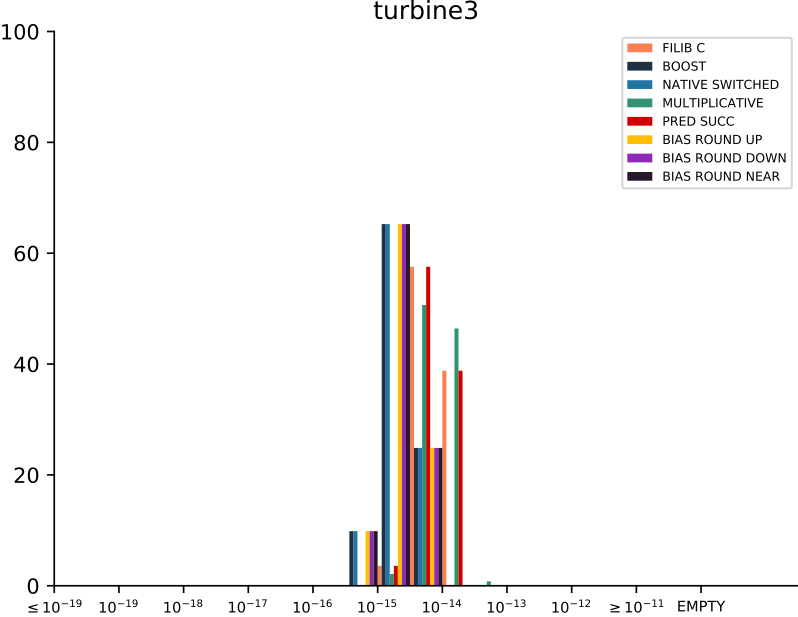 turbine3
100
80
60
40
20
0
FILIB C
BOOST
NATIVE SWITCHED
MULTIPLICATIVE
PRED SUCC
BIAS ROUND UP
BIAS ROUND DOWN
BIAS ROUND NEAR
≤10⁻¹⁹ 10⁻¹⁹ 10⁻¹⁸ 10⁻¹⁷ 10⁻¹⁶ 10⁻¹⁵ 10⁻¹⁴ 10⁻¹³ 10⁻¹² ≥10⁻¹¹ EMPTY